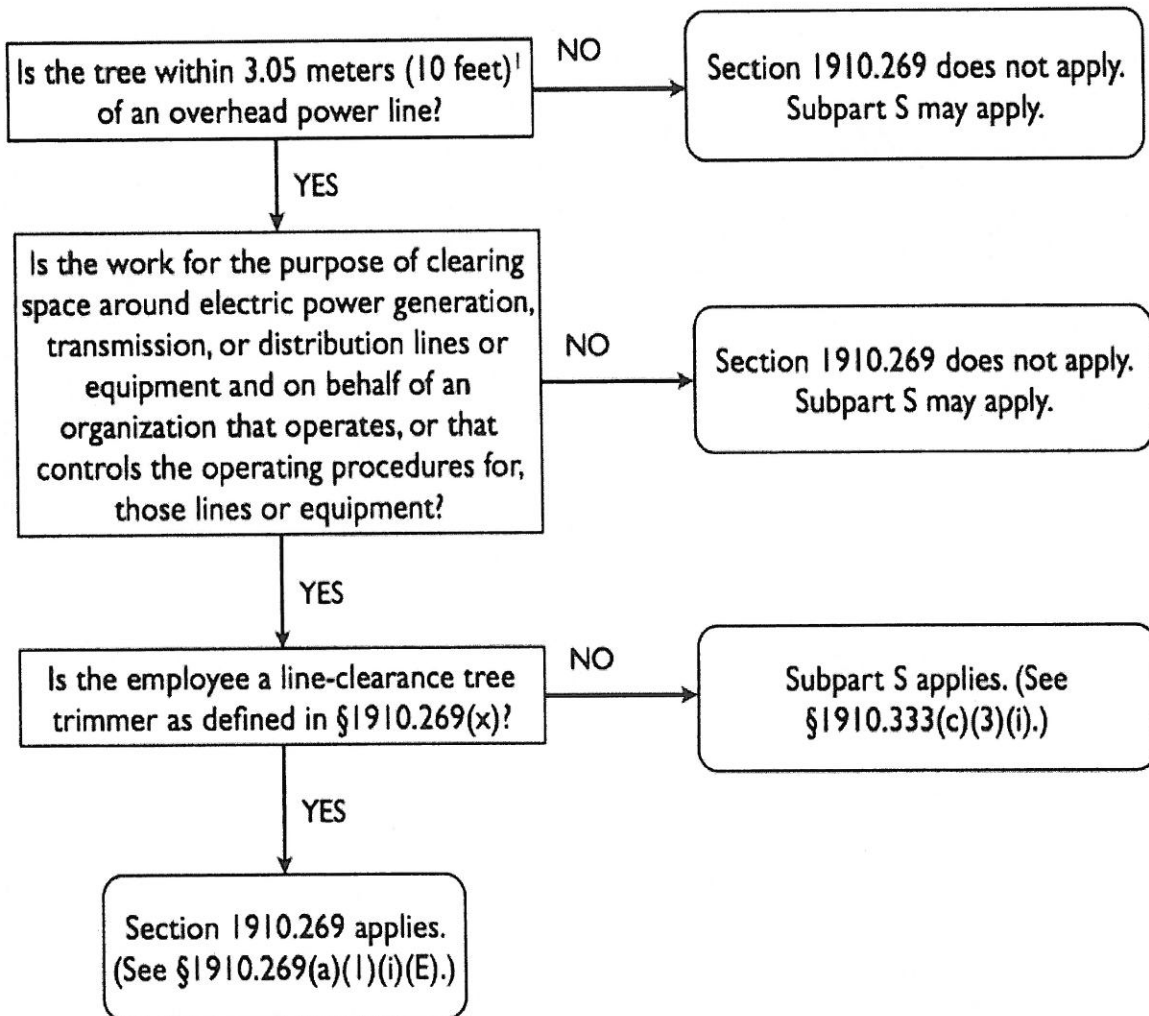 Is the tree within 3.05 meters (10 feet)¹
of an overhead power line?
NO
Section 1910.269 does not apply.
Subpart S may apply.
YES
Is the work for the purpose of clearing
space around electric power generation,
transmission, or distribution lines or
equipment and on behalf of an
organization that operates, or that
controls the operating procedures for,
those lines or equipment?
NO
Section 1910.269 does not apply.
Subpart S may apply.
YES
Is the employee a line-clearance tree
trimmer as defined in §1910.269(x)?
NO
Subpart S applies. (See
§1910.333(c)(3)(i).)
YES
Section 1910.269 applies.
(See §1910.269(a)(1)(i)(E).)